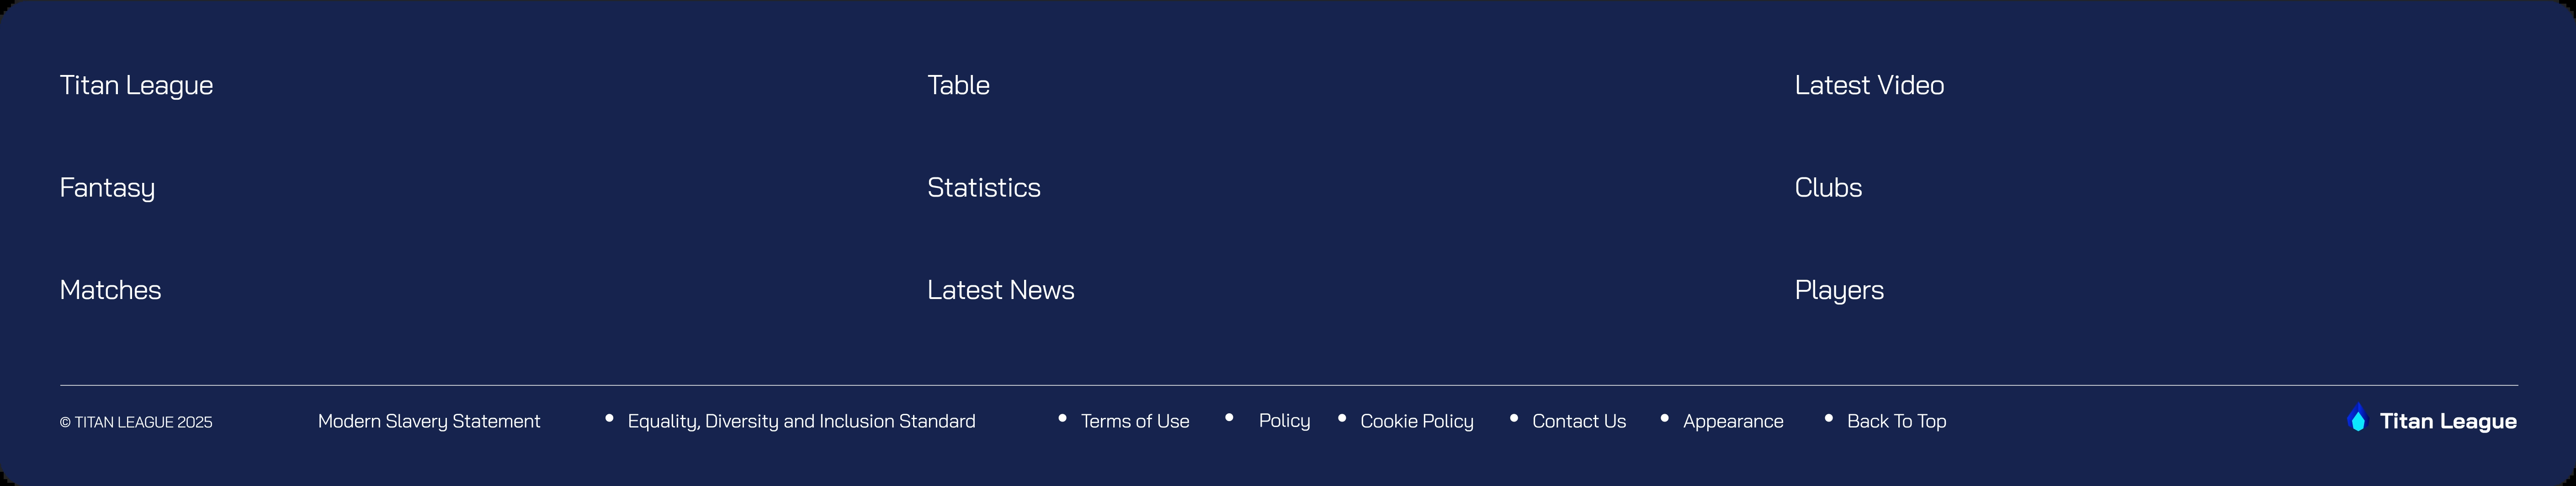 Titan League
Table
Latest Video
Fantasy
Statistics
Clubs
Matches
Latest News
Players
© TITAN LEAGUE 2025
Modern Slavery Statement • Equality, Diversity and Inclusion Standard • Terms of Use • Policy • Cookie Policy • Contact Us • Appearance • Back To Top
Titan League